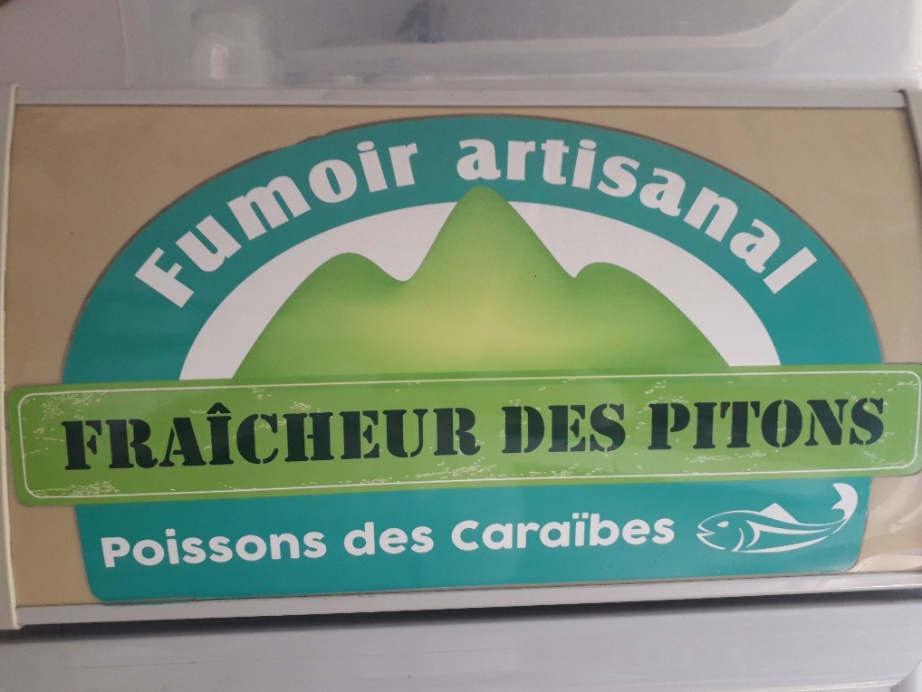 Fumoir artisanal
FRAÎCHEUR DES PITONS
Poissons des Caraïbes